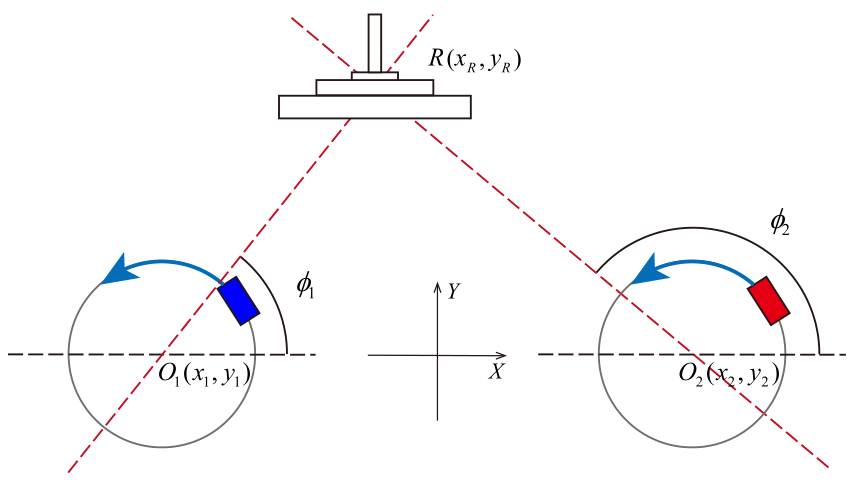 R(x_R, y_R)
ϕ_2
ϕ_1
Y
X
O_1(x_1, y_1)
O_2(x_2, y_2)